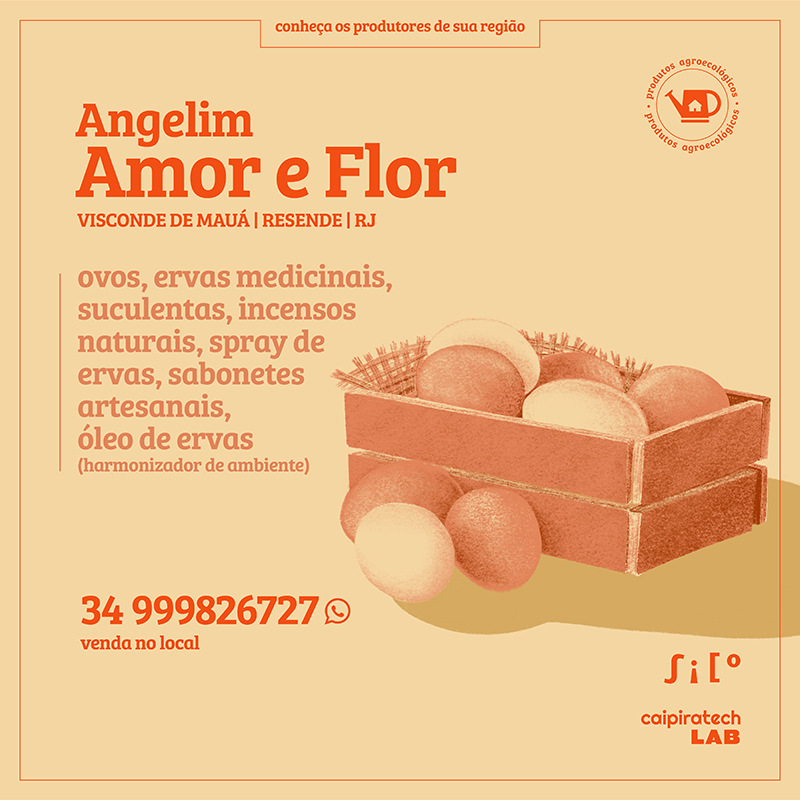 conheça os produtores de sua região
• produtos agroecológicos •
produtos agroecológicos
Angelim
Amor e Flor
VISCONDE DE MAUÁ | RESENDE | RJ
ovos, ervas medicinais,
suculentas, incensos
naturais, spray de
ervas, sabonetes
artesanais,
óleo de ervas
(harmonizador de ambiente)
34 999826727
venda no local
silo
caipiratech
LAB